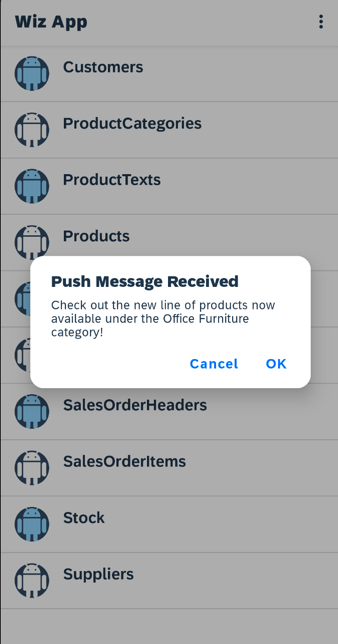 Wiz App
Customers
ProductCategories
ProductTexts
Products
Push Message Received
Check out the new line of products now
available under the Office Furniture
category!
Cancel OK
SalesOrderHeaders
SalesOrderItems
Stock
Suppliers